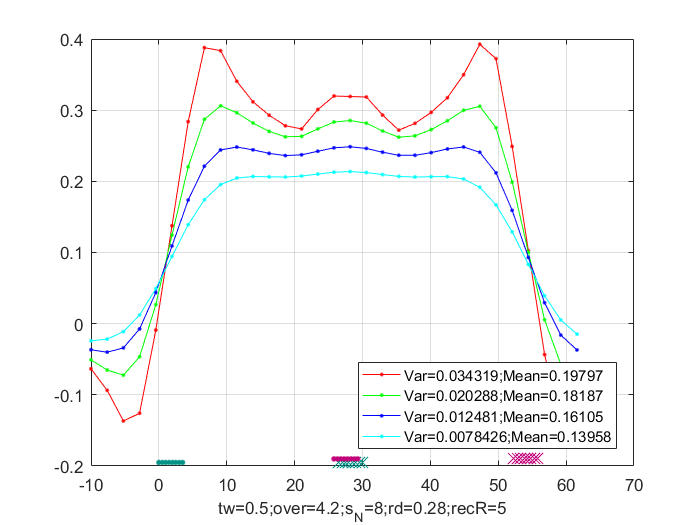 0.4
0.3
0.2
0.1
0
-0.1
-0.2
-10 0 10 20 30 40 50 60 70
Var=0.034319;Mean=0.19797
Var=0.020288;Mean=0.18187
Var=0.012481;Mean=0.16105
Var=0.0078426;Mean=0.13958
tw=0.5;over=4.2;s_N=8;rd=0.28;recR=5